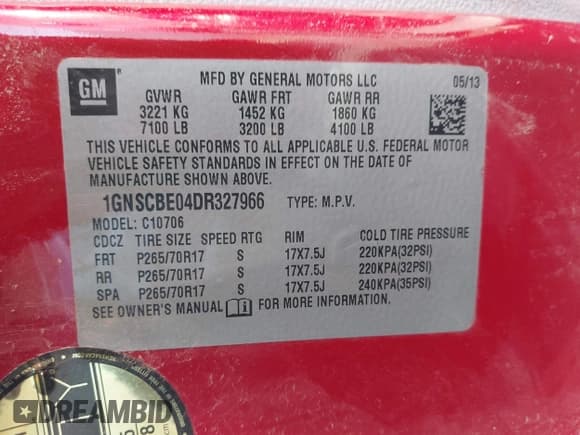 GM
MFD BY GENERAL MOTORS LLC 05/13
GVWR GAWR FRT GAWR RR
3221 KG 1452 KG 1860 KG
7100 LB 3200 LB 4100 LB
THIS VEHICLE CONFORMS TO ALL APPLICABLE U.S. FEDERAL MOTOR
VEHICLE SAFETY STANDARDS IN EFFECT ON THE DATE OF
MANUFACTURE SHOWN ABOVE.
1GNSCBE04DR327966 TYPE: M.P.V.
MODEL: C10706
CDCZ TIRE SIZE SPEED RTG RIM COLD TIRE PRESSURE
FRT P265/70R17 S 17X7.5J 220KPA(32PSI)
RR P265/70R17 S 17X7.5J 220KPA(32PSI)
SPA P265/70R17 S 17X7.5J 240KPA(35PSI)
SEE OWNER'S MANUAL FOR MORE INFORMATION.
DREAMBID